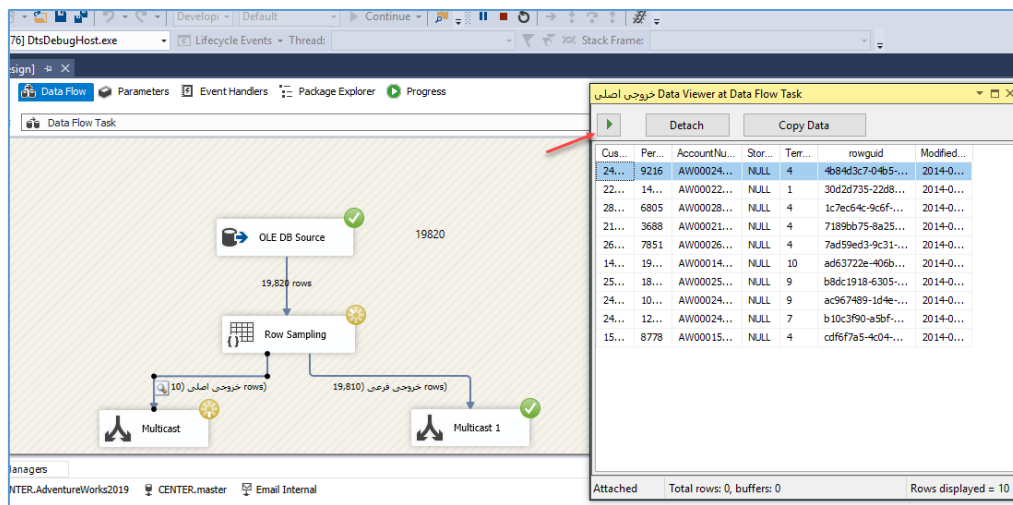 Developi Default Continue
76] DtsDebugHost.exe Lifecycle Events Thread: Stack Frame:
esign]
Data Flow Parameters Event Handlers Package Explorer Progress
Data Flow Task
OLE DB Source
19820
19,820 rows
Row Sampling
خروجی اصلی (10 rows)
خروجی فرعی (19,810 rows)
Multicast
Multicast 1
anagers
NTER.AdventureWorks2019 CENTER.master Email Internal
خروجی اصلی Data Viewer at Data Flow Task
Detach Copy Data
Cus... Per... AccountNu... Stor... Terr... rowguid Modified...
24... 9216 AW00024... NULL 4 4b84d3c7-04b5-... 2014-0...
22... 14... AW00022... NULL 1 30d2d735-22d8... 2014-0...
28... 6805 AW00028... NULL 4 1c7ec64c-9c6f-... 2014-0...
21... 3688 AW00021... NULL 4 7189bb75-8a25... 2014-0...
26... 7851 AW00026... NULL 4 7ad59ed3-9c31-... 2014-0...
14... 19... AW00014... NULL 10 ad63722e-406b... 2014-0...
25... 18... AW00025... NULL 9 b8dc1918-6305-... 2014-0...
24... 10... AW00024... NULL 9 ac967489-1d4e-... 2014-0...
24... 12... AW00024... NULL 7 b10c3f90-a5bf-... 2014-0...
15... 8778 AW00015... NULL 4 cdf6f7a5-4c04-... 2014-0...
Attached Total rows: 0, buffers: 0 Rows displayed = 10